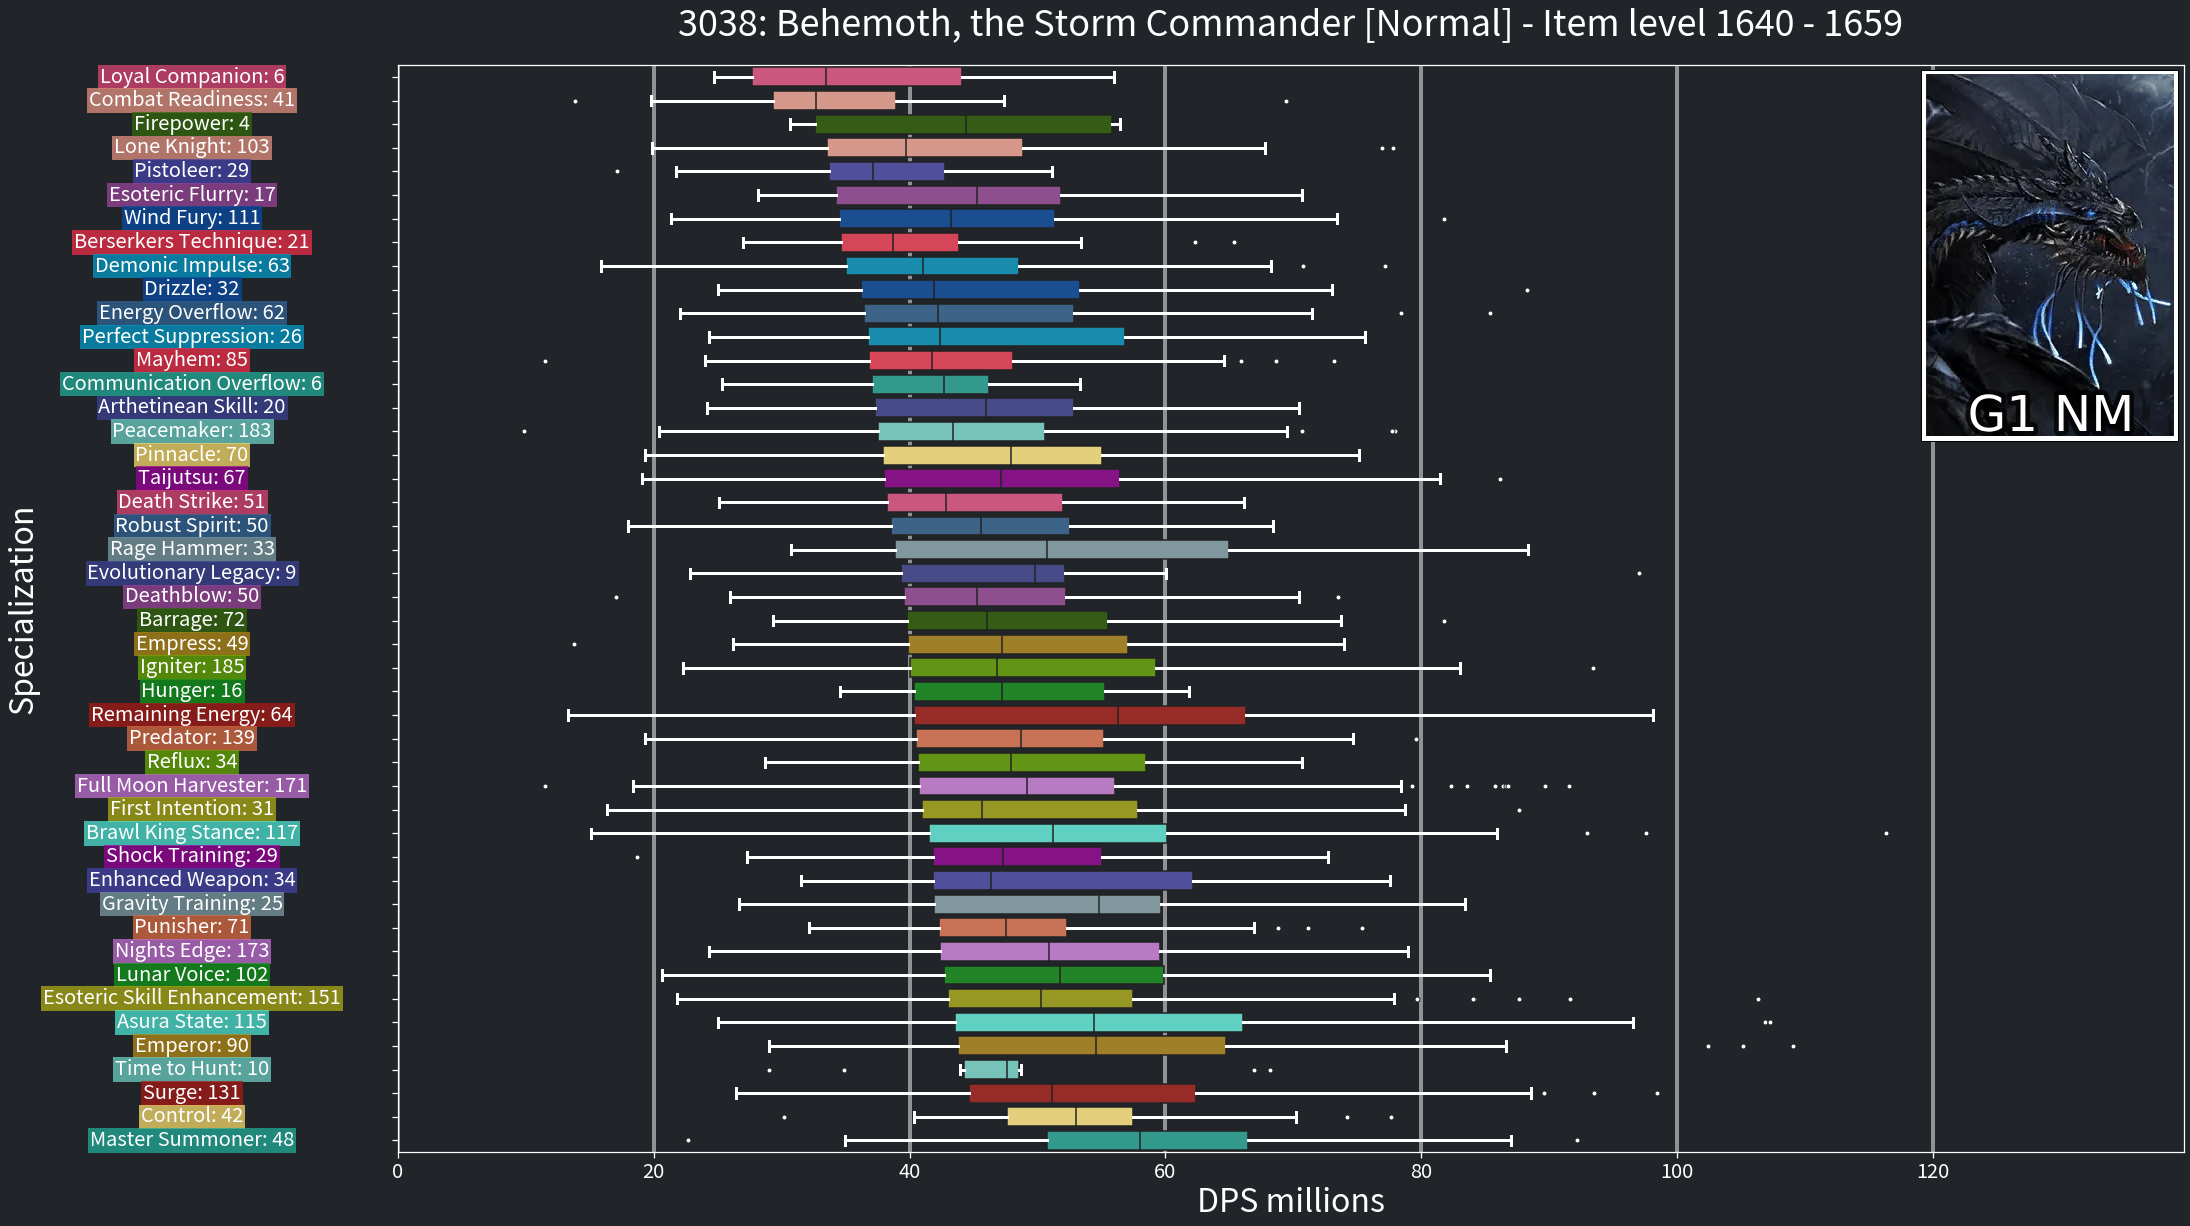 3038: Behemoth, the Storm Commander [Normal] - Item level 1640 - 1659
Specialization
Loyal Companion: 6
Combat Readiness: 41
Firepower: 4
Lone Knight: 103
Pistoleer: 29
Esoteric Flurry: 17
Wind Fury: 111
Berserkers Technique: 21
Demonic Impulse: 63
Drizzle: 32
Energy Overflow: 62
Perfect Suppression: 26
Mayhem: 85
Communication Overflow: 6
Arthetinean Skill: 20
Peacemaker: 183
Pinnacle: 70
Taijutsu: 67
Death Strike: 51
Robust Spirit: 50
Rage Hammer: 33
Evolutionary Legacy: 9
Deathblow: 50
Barrage: 72
Empress: 49
Igniter: 185
Hunger: 16
Remaining Energy: 64
Predator: 139
Reflux: 34
Full Moon Harvester: 171
First Intention: 31
Brawl King Stance: 117
Shock Training: 29
Enhanced Weapon: 34
Gravity Training: 25
Punisher: 71
Nights Edge: 173
Lunar Voice: 102
Esoteric Skill Enhancement: 151
Asura State: 115
Emperor: 90
Time to Hunt: 10
Surge: 131
Control: 42
Master Summoner: 48
G1 NM
0 20 40 60 80 100 120
DPS millions